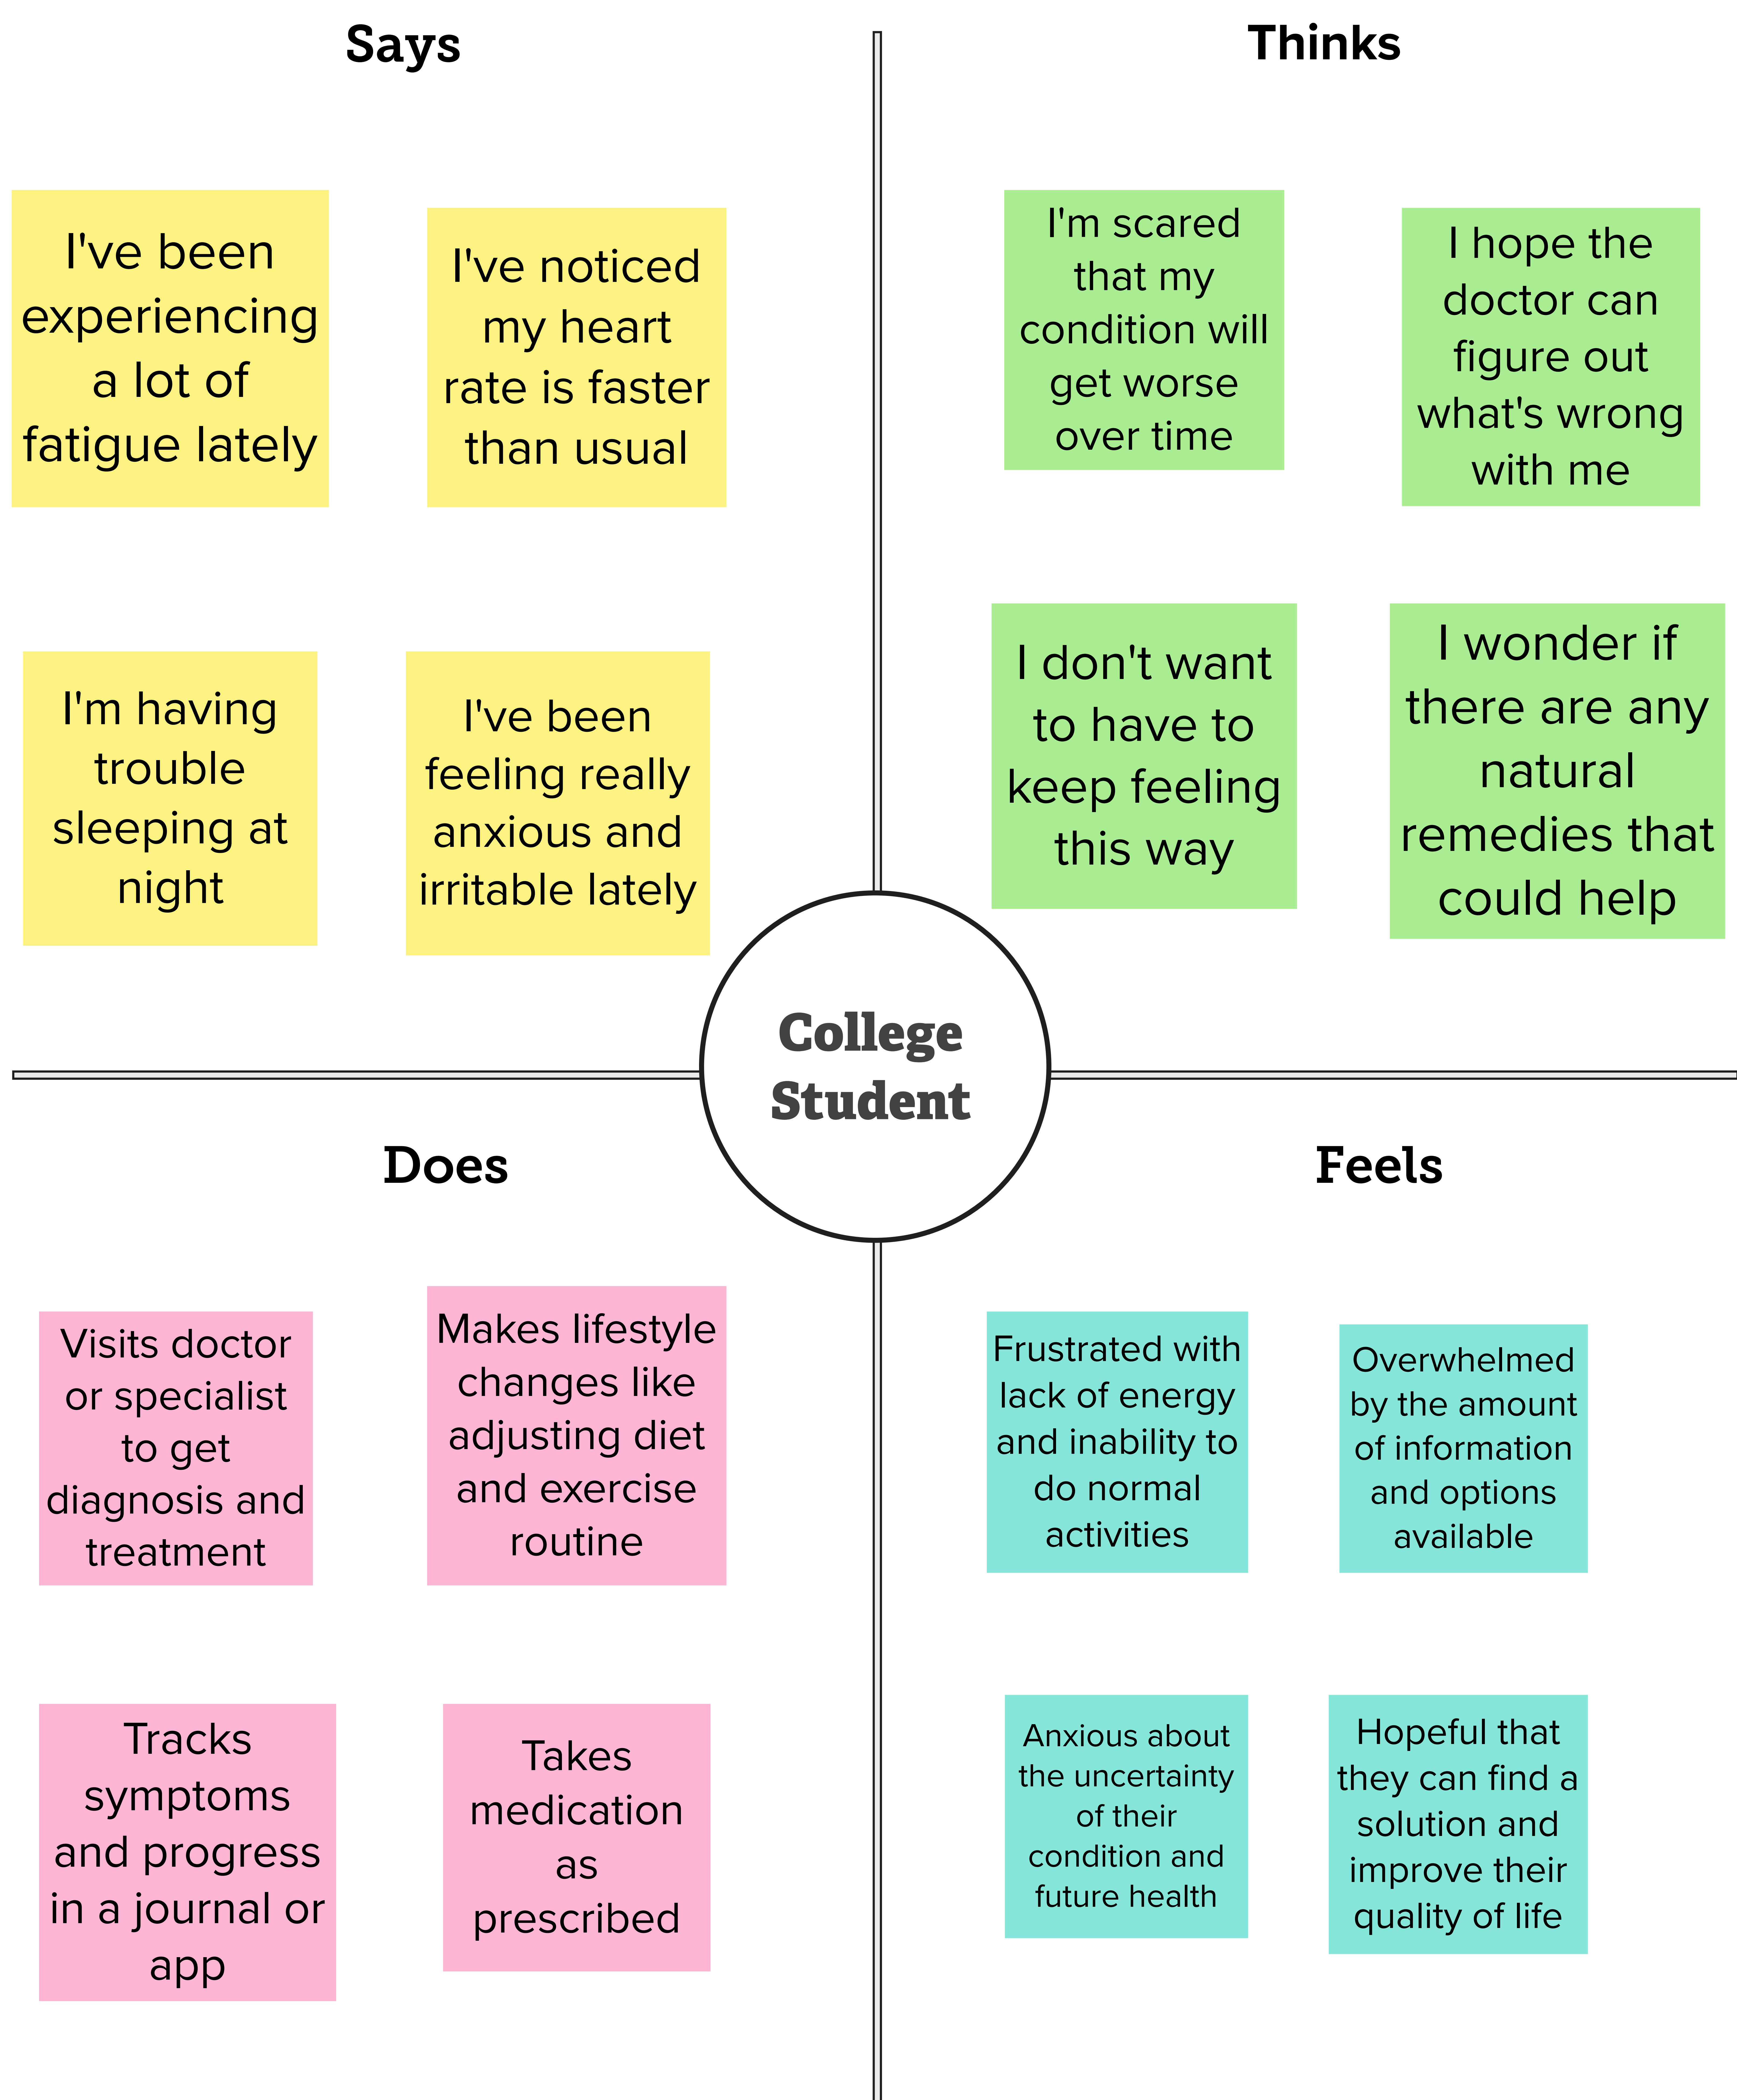 Says
I've been
experiencing
a lot of
fatigue lately
I've noticed
my heart
rate is faster
than usual
I'm having
trouble
sleeping at
night
I've been
feeling really
anxious and
irritable lately
Thinks
I'm scared
that my
condition will
get worse
over time
I hope the
doctor can
figure out
what's wrong
with me
I don't want
to have to
keep feeling
this way
I wonder if
there are any
natural
remedies that
could help
College
Student
Does
Visits doctor
or specialist
to get
diagnosis and
treatment
Makes lifestyle
changes like
adjusting diet
and exercise
routine
Tracks
symptoms
and progress
in a journal or
app
Takes
medication
as
prescribed
Feels
Frustrated with
lack of energy
and inability to
do normal
activities
Overwhelmed
by the amount
of information
and options
available
Anxious about
the uncertainty
of their
condition and
future health
Hopeful that
they can find a
solution and
improve their
quality of life